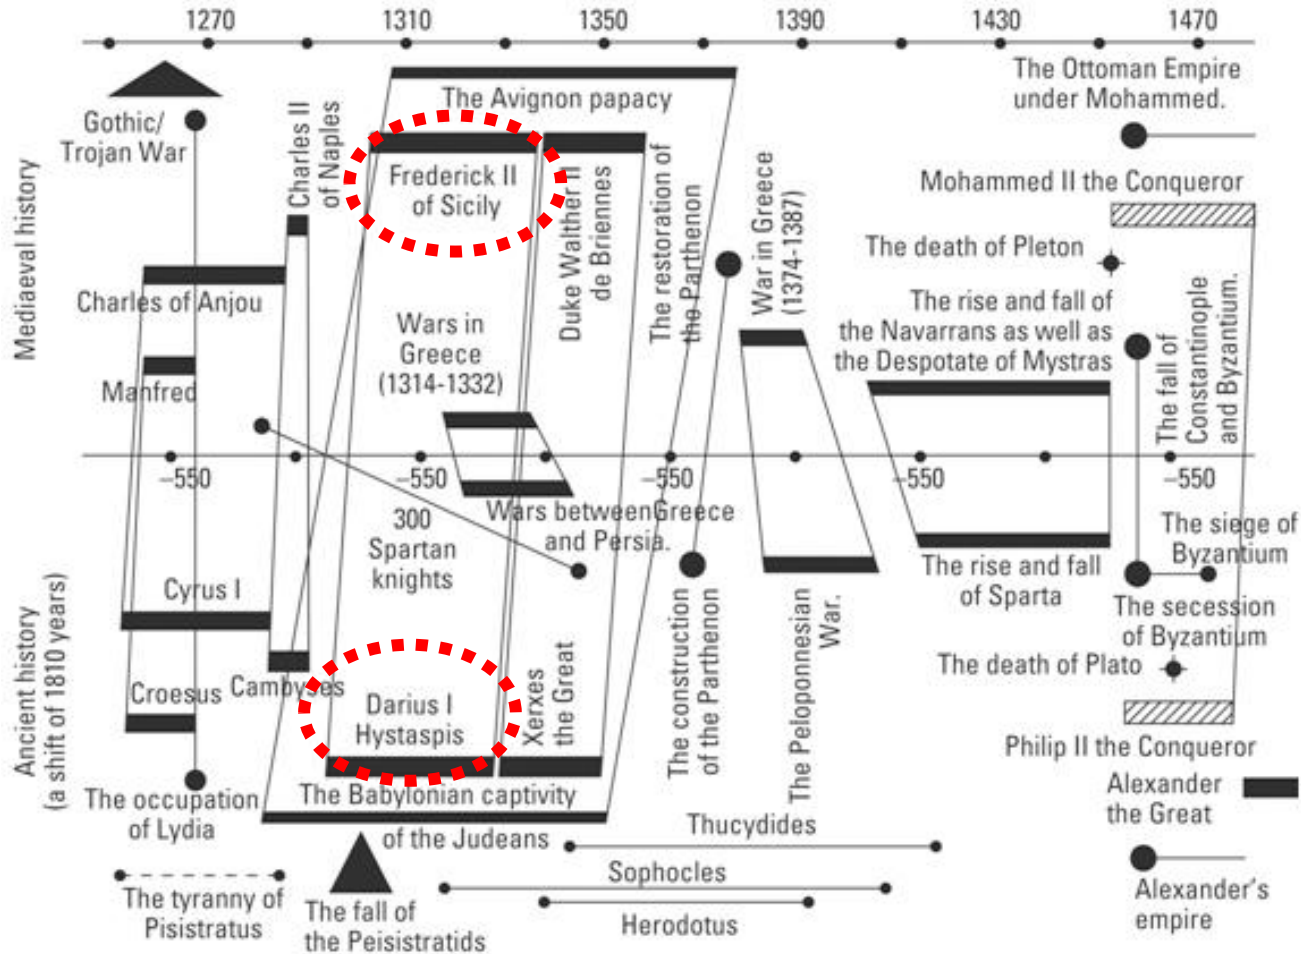 1270
1310
1350
1390
1430
1470
Mediaeval history
Gothic/
Trojan War
Charles II
of Naples
The Avignon papacy
Frederick II
of Sicily
Duke Walther II
de Briennes
The restoration of
the Parthenon
War in Greece
(1374-1387)
The Ottoman Empire
under Mohammed.
Mohammed II the Conqueror
The death of Pleton
The rise and fall of
the Navarrans as well as
the Despotate of Mystras
The fall of
Constantinople
and Byzantium.
Charles of Anjou
Manfred
Wars in
Greece
(1314-1332)
–550
–550
–550
–550
–550
Ancient history
(a shift of 1810 years)
300
Spartan
knights
Wars betweenGreece
and Persia.
Cyrus I
Croesus
Cambyses
Darius I
Hystaspis
Xerxes
the Great
The construction
of the Parthenon
The Peloponnesian
War.
The rise and fall
of Sparta
The siege of
Byzantium
The secession
of Byzantium
The death of Plato
Philip II the Conqueror
Alexander
the Great
The occupation
of Lydia
The Babylonian captivity
of the Judeans
Thucydides
Sophocles
Herodotus
The tyranny of
Pisistratus
The fall of
the Peisistratids
Alexander's
empire